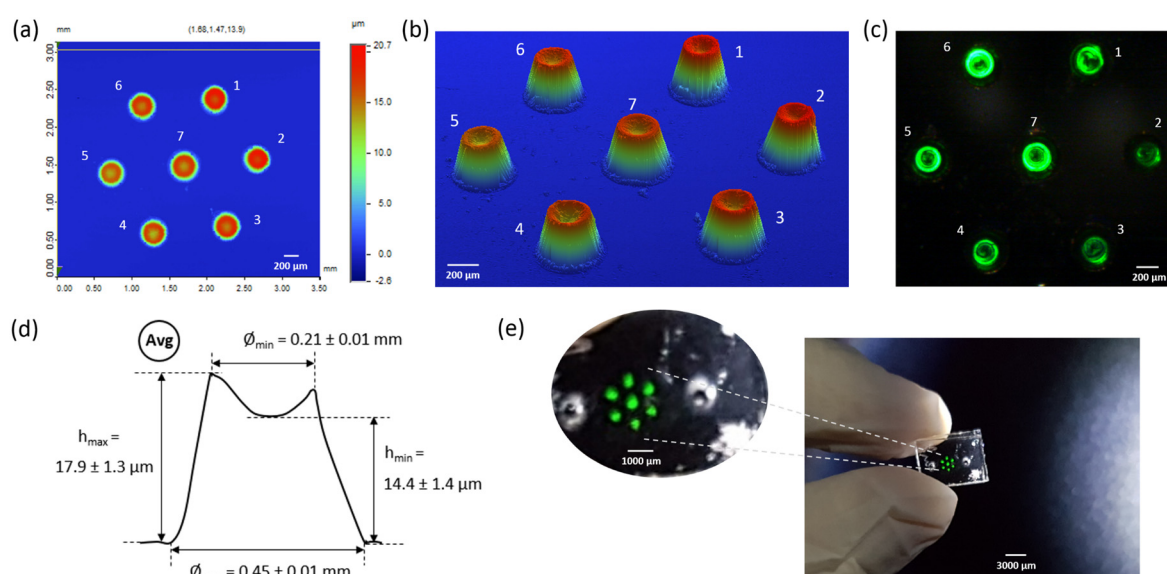 (a)
mm
(1.68,1.47,13.9)
µm
3.00
2.50
2.00
1.50
1.00
0.50
0.00
0.00 0.50 1.00 1.50 2.00 2.50 3.00 3.50
mm
20.7
15.0
10.0
5.0
0.0
-2.6
6
1
7
2
5
4
3
200 µm
(b)
6
1
7
2
5
4
3
200 µm
(c)
6
1
5
7
2
4
3
200 µm
(d)
Avg
Ømin = 0.21 ± 0.01 mm
hmax =
17.9 ± 1.3 µm
hmin =
14.4 ± 1.4 µm
= 0.45 ± 0.01 mm
(e)
1000 µm
3000 µm